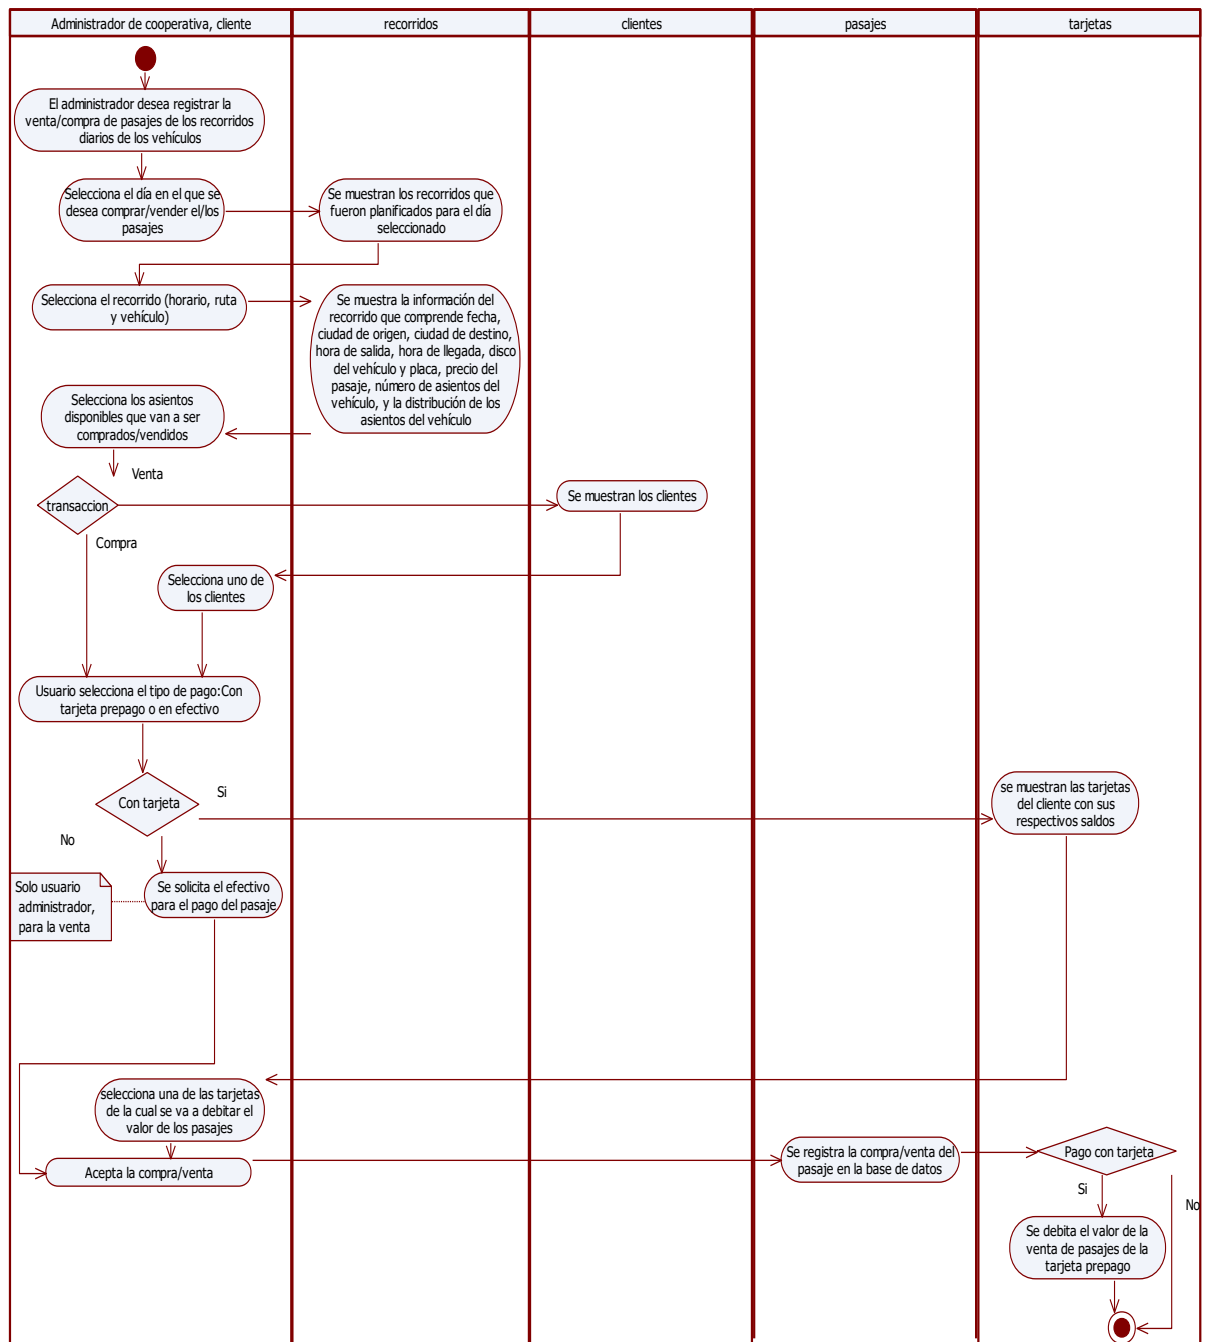 Administrador de cooperativa, cliente
recorridos
clientes
pasajes
tarjetas
El administrador desea registrar la
venta/compra de pasajes de los recorridos
diarios de los vehículos
Selecciona el día en el que se
desea comprar/vender el/los
pasajes
Se muestran los recorridos que
fueron planificados para el día
seleccionado
Selecciona el recorrido (horario, ruta
y vehículo)
Se muestra la información del
recorrido que comprende fecha,
ciudad de origen, ciudad de destino,
hora de salida, hora de llegada, disco
del vehículo y placa, precio del
pasaje, número de asientos del
vehículo, y la distribución de los
asientos del vehículo
Selecciona los asientos
disponibles que van a ser
comprados/vendidos
Venta
transaccion
Se muestran los clientes
Compra
Selecciona uno de
los clientes
Usuario selecciona el tipo de pago:Con
tarjeta prepago o en efectivo
Con tarjeta
Si
se muestran las tarjetas
del cliente con sus
respectivos saldos
No
Solo usuario
administrador,
para la venta
Se solicita el efectivo
para el pago del pasaje
selecciona una de las tarjetas
de la cual se va a debitar el
valor de los pasajes
Acepta la compra/venta
Se registra la compra/venta del
pasaje en la base de datos
Pago con tarjeta
Si
No
Se debita el valor de la
venta de pasajes de la
tarjeta prepago